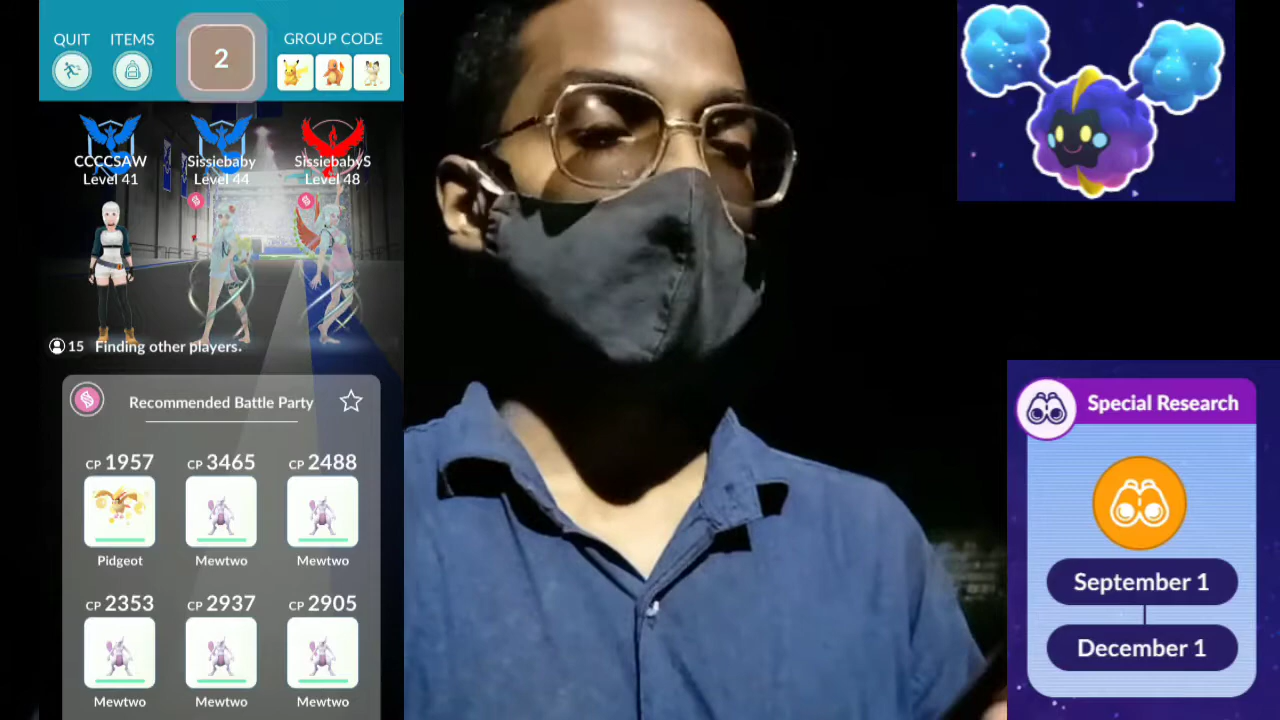 QUIT
ITEMS
2
GROUP CODE
CCCCSAW
Level 41
Sissiebaby
Level 44
SissiebabyS
Level 48
15 Finding other players.
Recommended Battle Party
CP 1957
Pidgeot
CP 3465
Mewtwo
CP 2488
Mewtwo
CP 2353
Mewtwo
CP 2937
Mewtwo
CP 2905
Mewtwo
Special Research
September 1
December 1